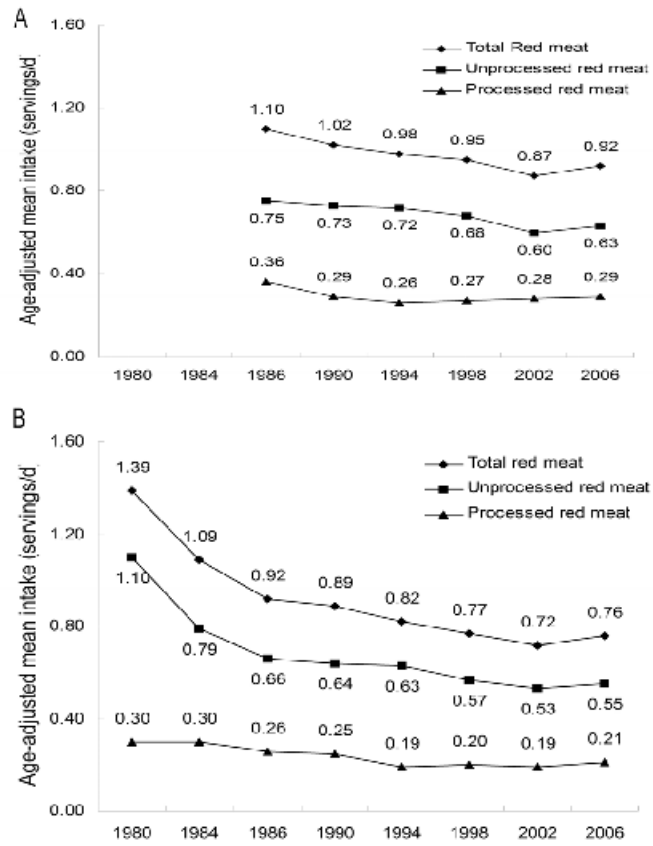 A
Age-adjusted mean intake (servings/d)
1.60
1.20
0.80
0.40
0.00
Total Red meat
Unprocessed red meat
Processed red meat
1.10 1.02 0.98 0.95 0.87 0.92
0.75 0.73 0.72 0.68 0.60 0.63
0.36 0.29 0.26 0.27 0.28 0.29
1980 1984 1986 1990 1994 1998 2002 2006
B
Age-adjusted mean intake (servings/d)
1.60
1.20
0.80
0.40
0.00
Total red meat
Unprocessed red meat
Processed red meat
1.39 1.09 0.92 0.89 0.82 0.77 0.72 0.76
1.10 0.79 0.66 0.64 0.63 0.57 0.53 0.55
0.30 0.30 0.26 0.25 0.19 0.20 0.19 0.21
1980 1984 1986 1990 1994 1998 2002 2006